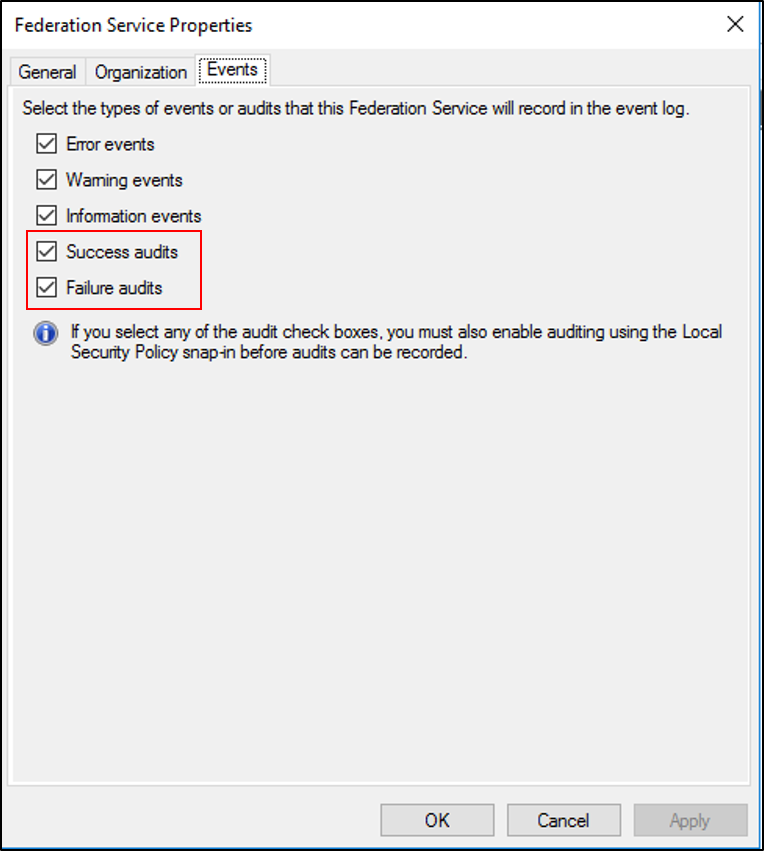 Federation Service Properties
General Organization Events
Select the types of events or audits that this Federation Service will record in the event log.
Error events
Warning events
Information events
Success audits
Failure audits
If you select any of the audit check boxes, you must also enable auditing using the Local
Security Policy snap-in before audits can be recorded.
OK Cancel Apply